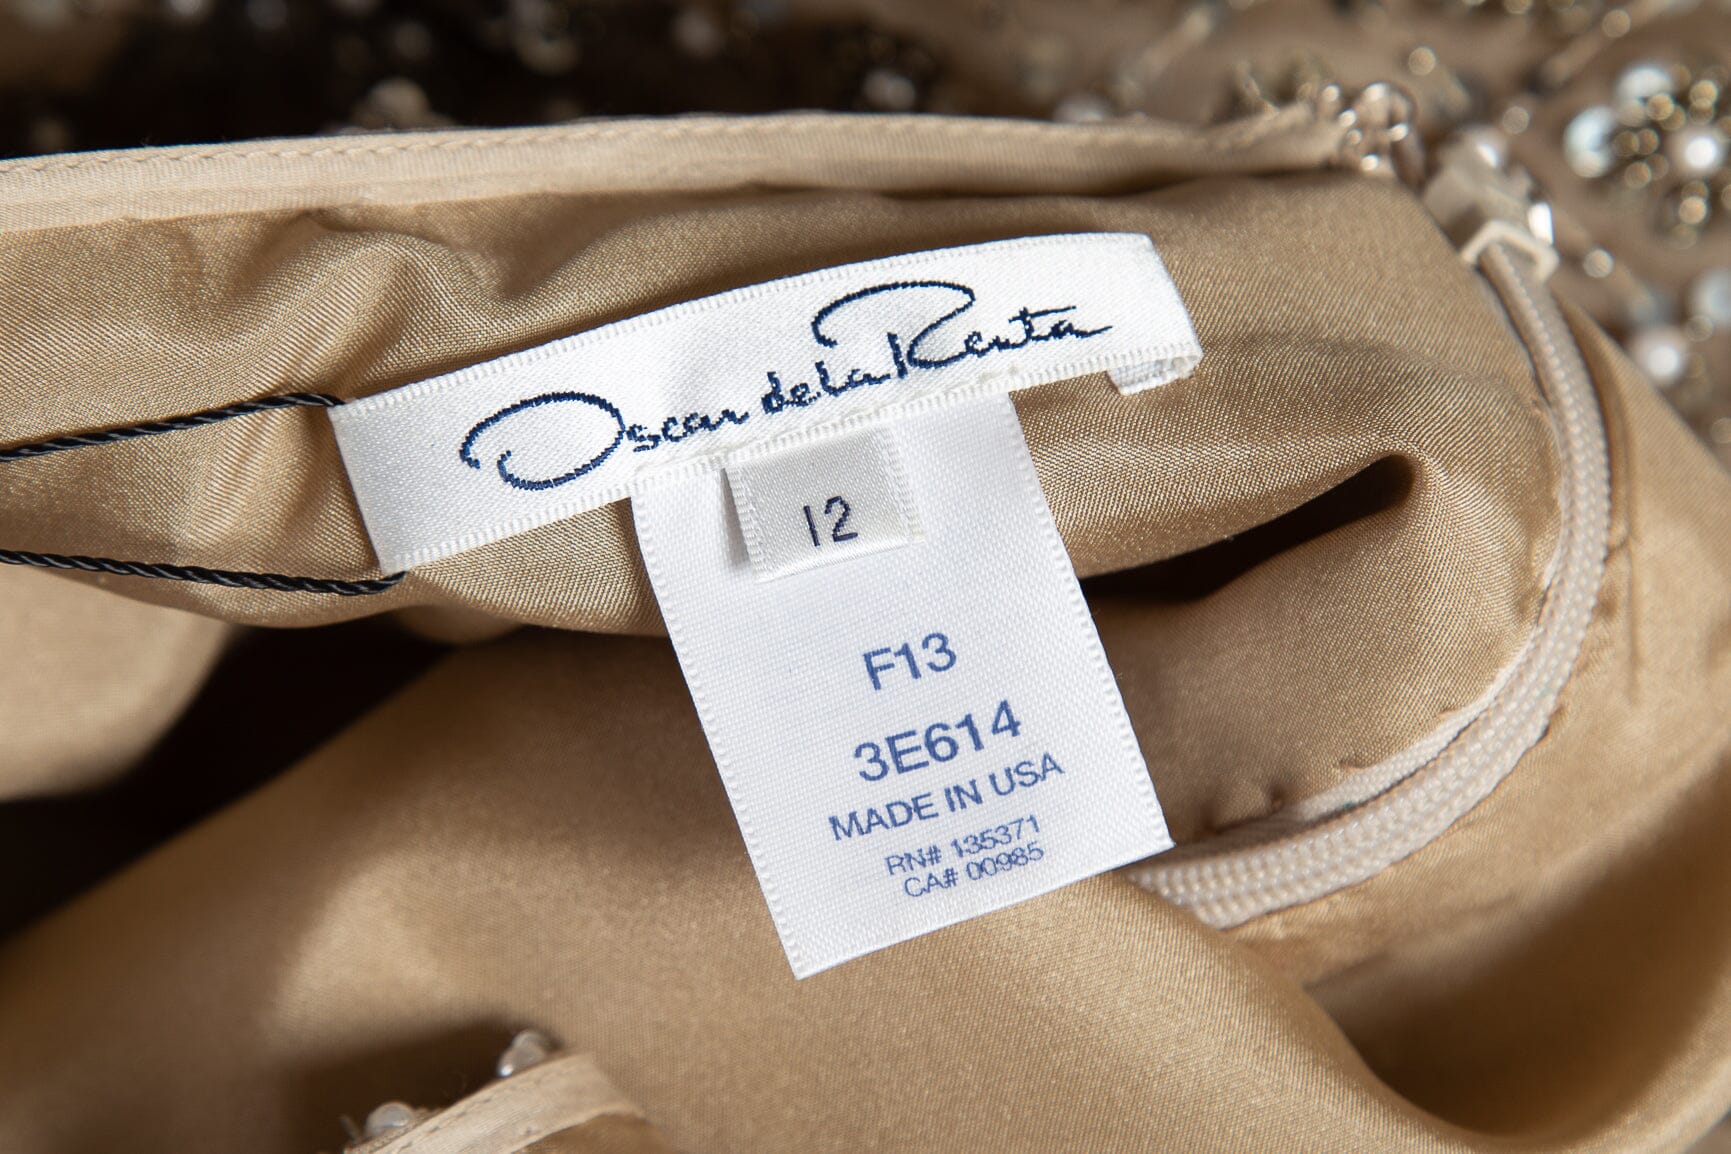 Oscar de la Renta
12
F13
3E614
MADE IN USA
RN# 135371
CA# 00985